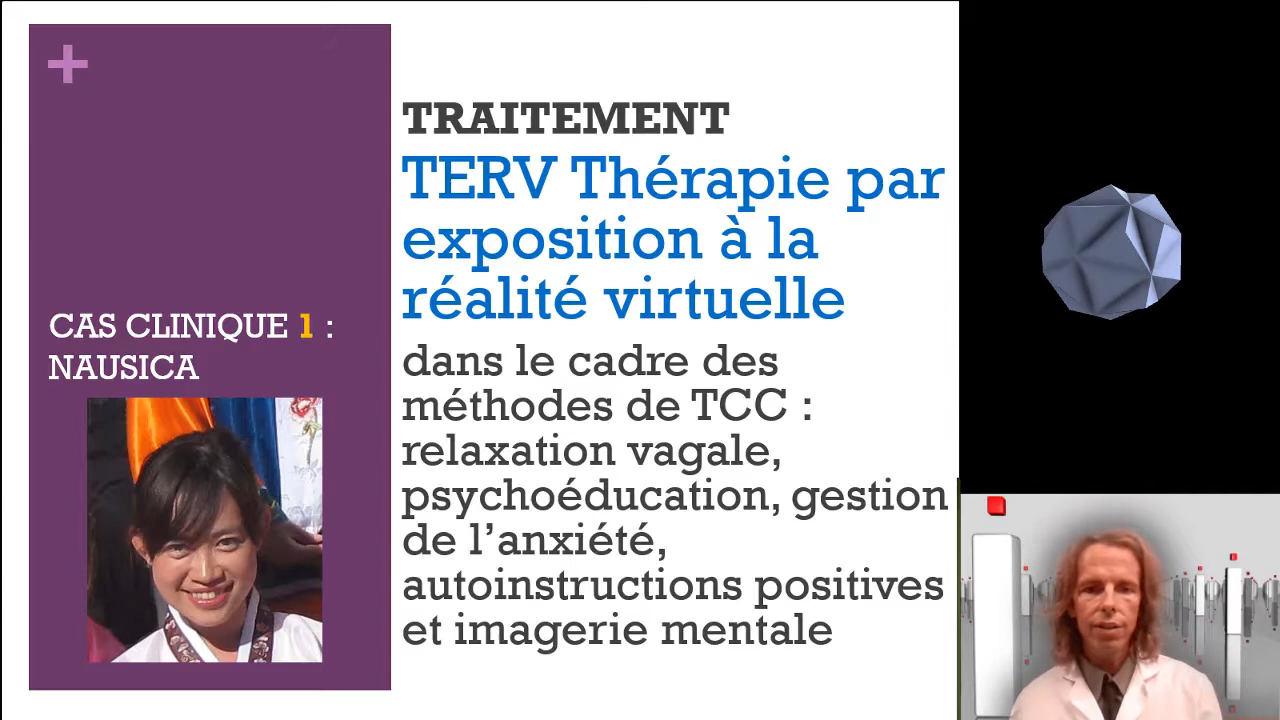 CAS CLINIQUE 1 :
NAUSICA
TRAITEMENT
TERV Thérapie par
exposition à la
réalité virtuelle
dans le cadre des
méthodes de TCC :
relaxation vagale,
psychoéducation, gestion
de l’anxiété,
autoinstructions positives
et imagerie mentale